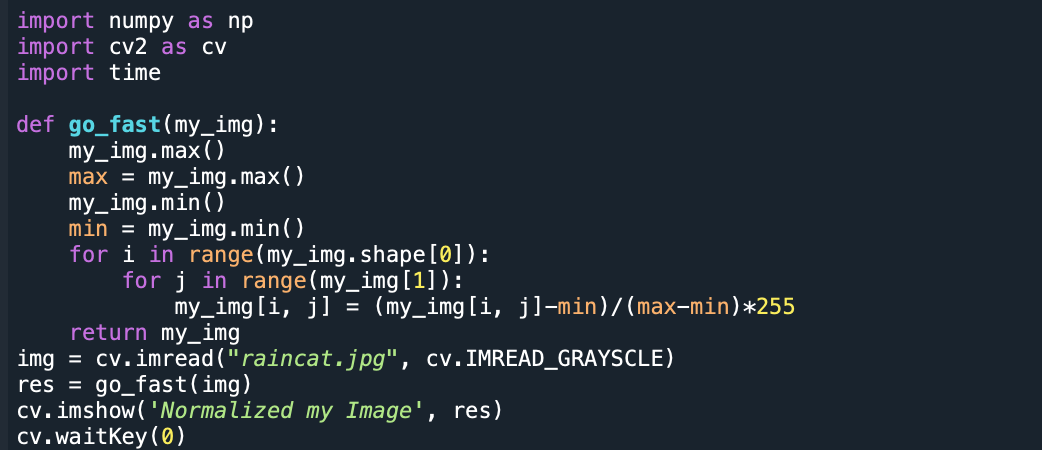 import numpy as np
import cv2 as cv
import time
def go_fast(my_img):
my_img.max()
max = my_img.max()
my_img.min()
min = my_img.min()
for i in range(my_img.shape[0]):
for j in range(my_img[1]):
my_img[i, j] = (my_img[i, j]-min)/(max-min)*255
return my_img
img = cv.imread("raincat.jpg", cv.IMREAD_GRAYSCLE)
res = go_fast(img)
cv.imshow('Normalized my Image', res)
cv.waitKey(0)